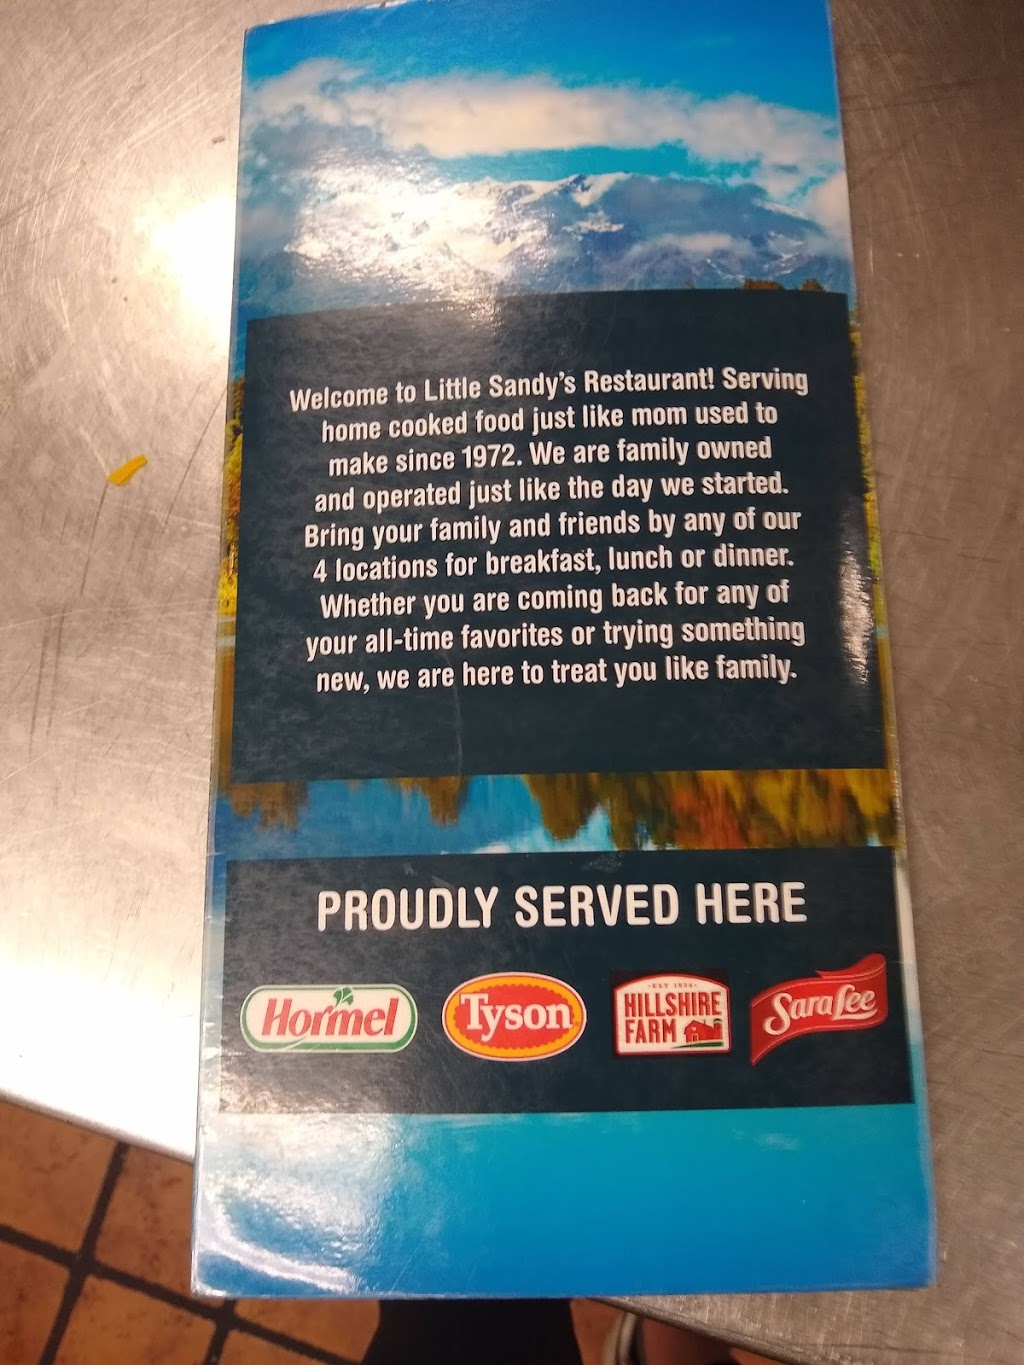 Welcome to Little Sandy's Restaurant! Serving
home cooked food just like mom used to
make since 1972. We are family owned
and operated just like the day we started.
Bring your family and friends by any of our
4 locations for breakfast, lunch or dinner.
Whether you are coming back for any of
your all-time favorites or trying something
new, we are here to treat you like family.
PROUDLY SERVED HERE
Hormel
Tyson
EST 1934
HILLSHIRE
FARM
Sara Lee